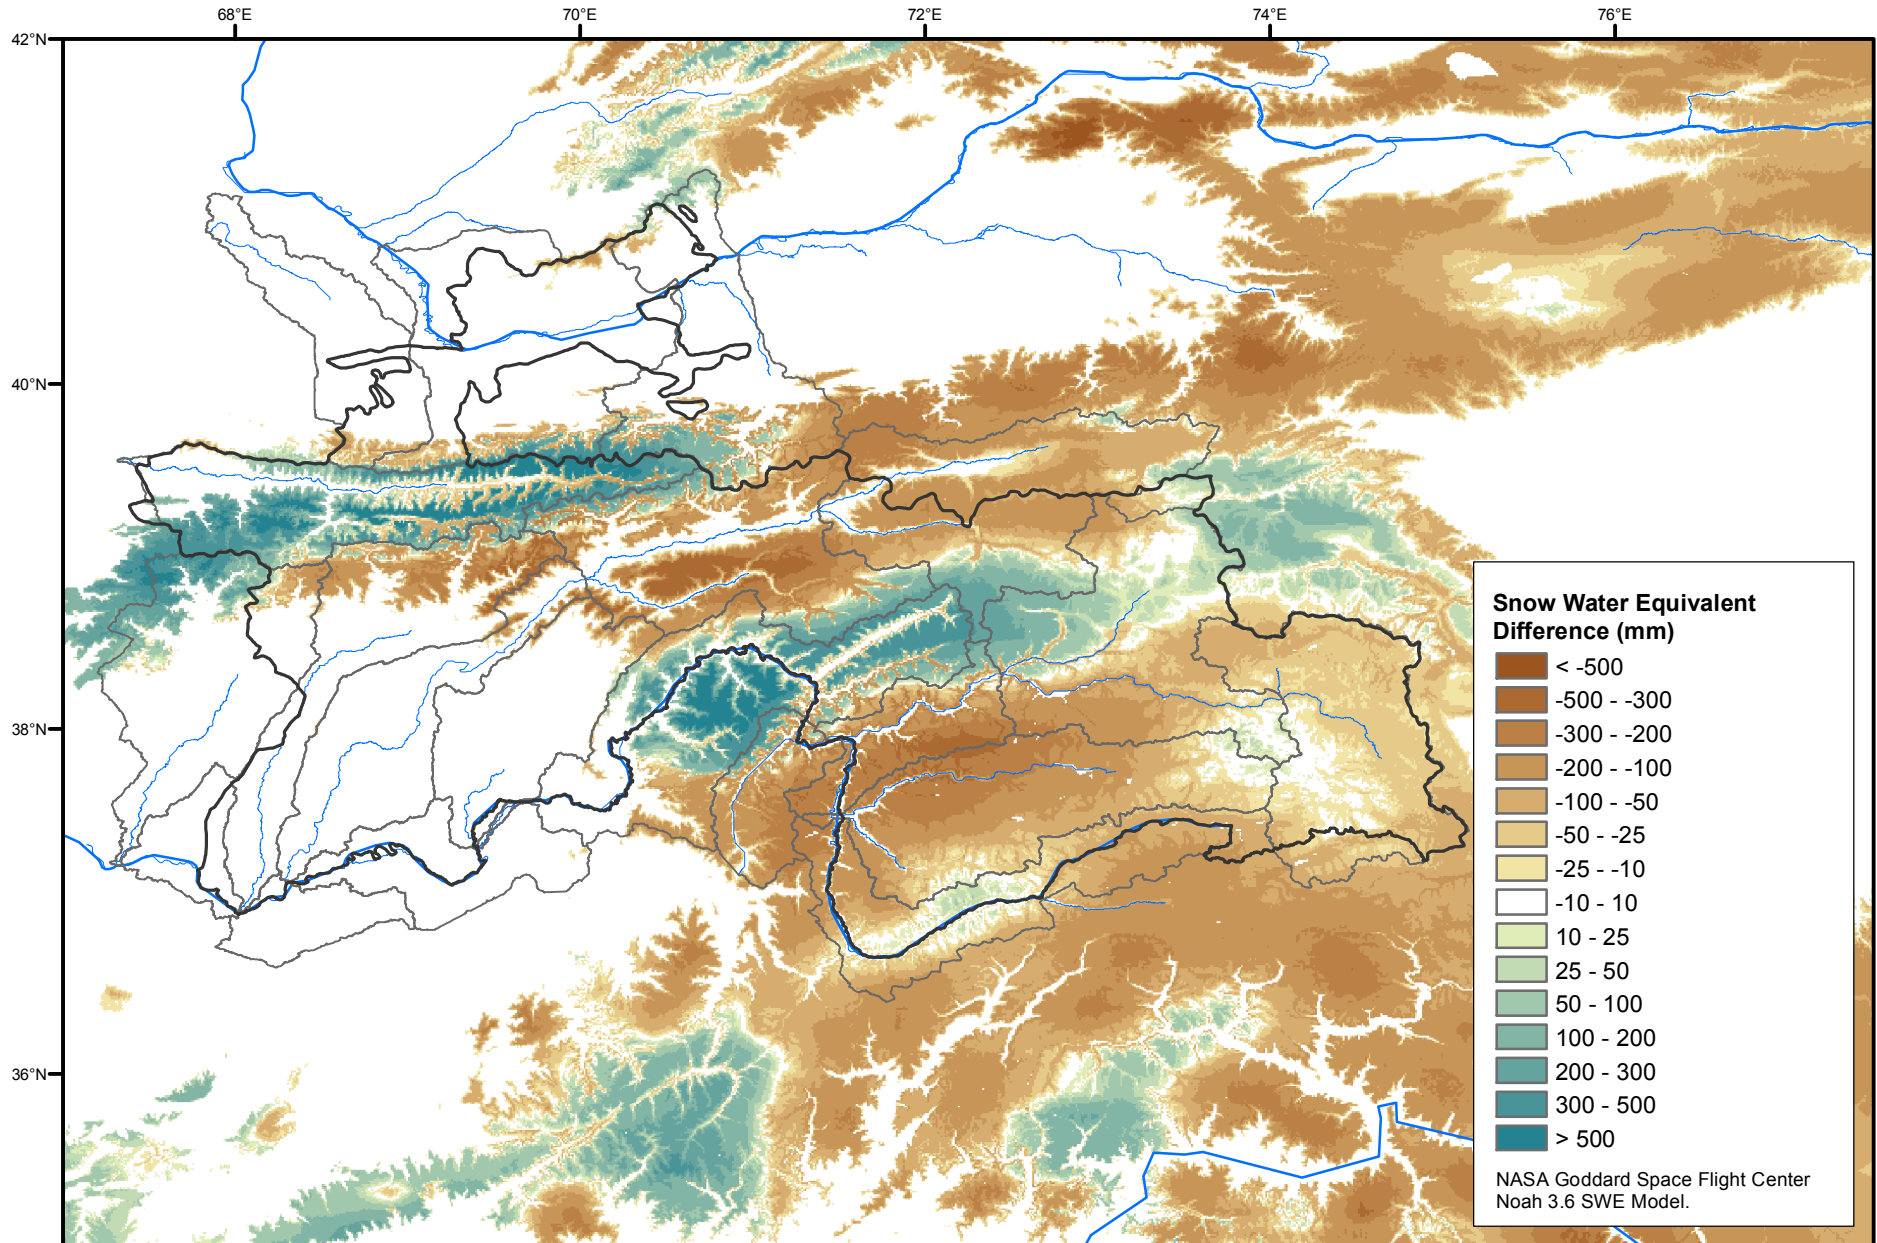 68°E 70°E 72°E 74°E 76°E
42°N
40°N
38°N
36°N
Snow Water Equivalent
Difference (mm)
< -500
-500 - -300
-300 - -200
-200 - -100
-100 - -50
-50 - -25
-25 - -10
-10 - 10
10 - 25
25 - 50
50 - 100
100 - 200
200 - 300
300 - 500
> 500
NASA Goddard Space Flight Center
Noah 3.6 SWE Model.